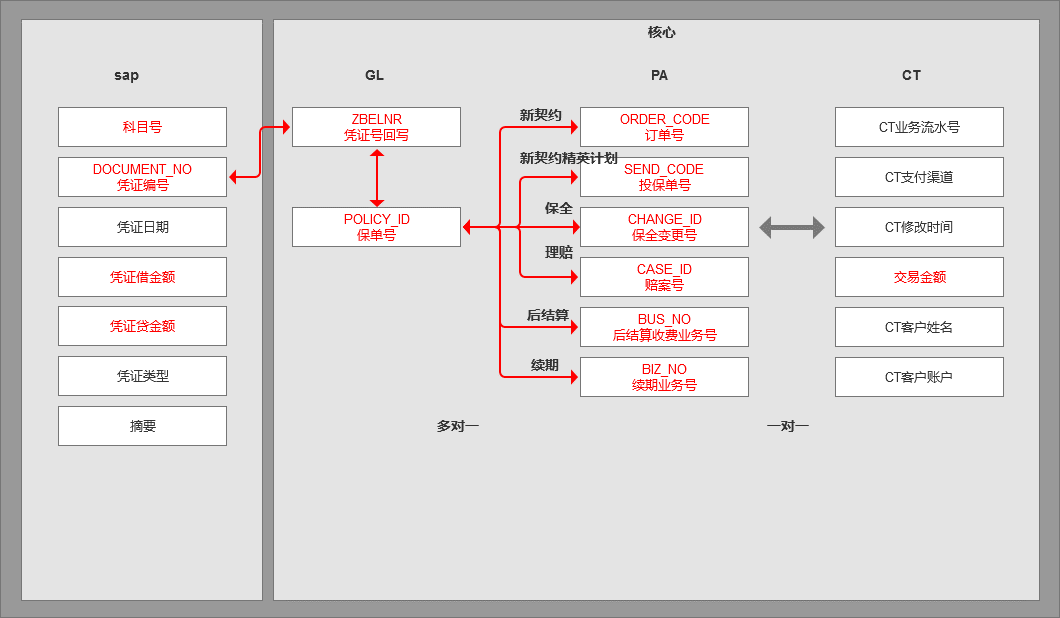 核心
sap
GL
PA
CT
科目号
DOCUMENT_NO
凭证编号
凭证日期
凭证借金额
凭证贷金额
凭证类型
摘要
ZBELNR
凭证号回写
POLICY_ID
保单号
新契约
新契约精英计划
保全
理赔
后结算
续期
ORDER_CODE
订单号
SEND_CODE
投保单号
CHANGE_ID
保全变更号
CASE_ID
赔案号
BUS_NO
后结算收费业务号
BIZ_NO
续期业务号
CT业务流水号
CT支付渠道
CT修改时间
交易金额
CT客户姓名
CT客户账户
多对一
一对一